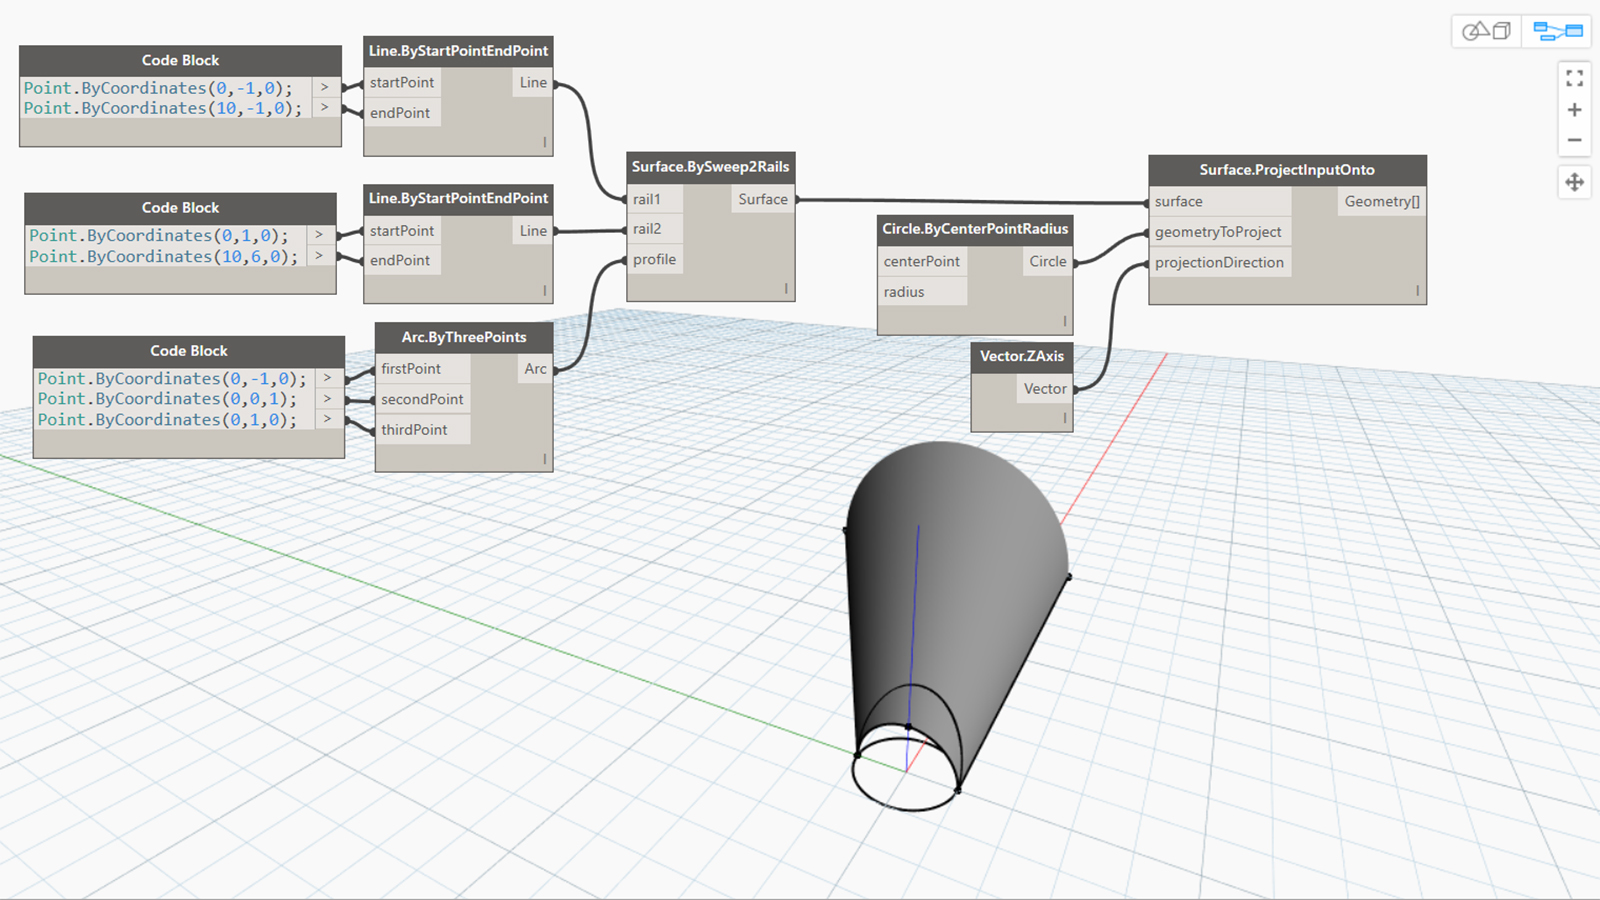 Code Block
Point.ByCoordinates(0,-1,0); >
Point.ByCoordinates(10,-1,0); >
Line.ByStartPointEndPoint
startPoint Line
endPoint
l
Code Block
Point.ByCoordinates(0,1,0); >
Point.ByCoordinates(10,6,0); >
Line.ByStartPointEndPoint
startPoint Line
endPoint
l
Code Block
Point.ByCoordinates(0,-1,0); >
Point.ByCoordinates(0,0,1); >
Point.ByCoordinates(0,1,0); >
Arc.ByThreePoints
firstPoint Arc
secondPoint
thirdPoint
l
Surface.BySweep2Rails
rail1 Surface
rail2
profile
l
Circle.ByCenterPointRadius
centerPoint Circle
radius
l
Vector.ZAxis
Vector
l
Surface.ProjectInputOnto
surface Geometry[]
geometryToProject
projectionDirection
l